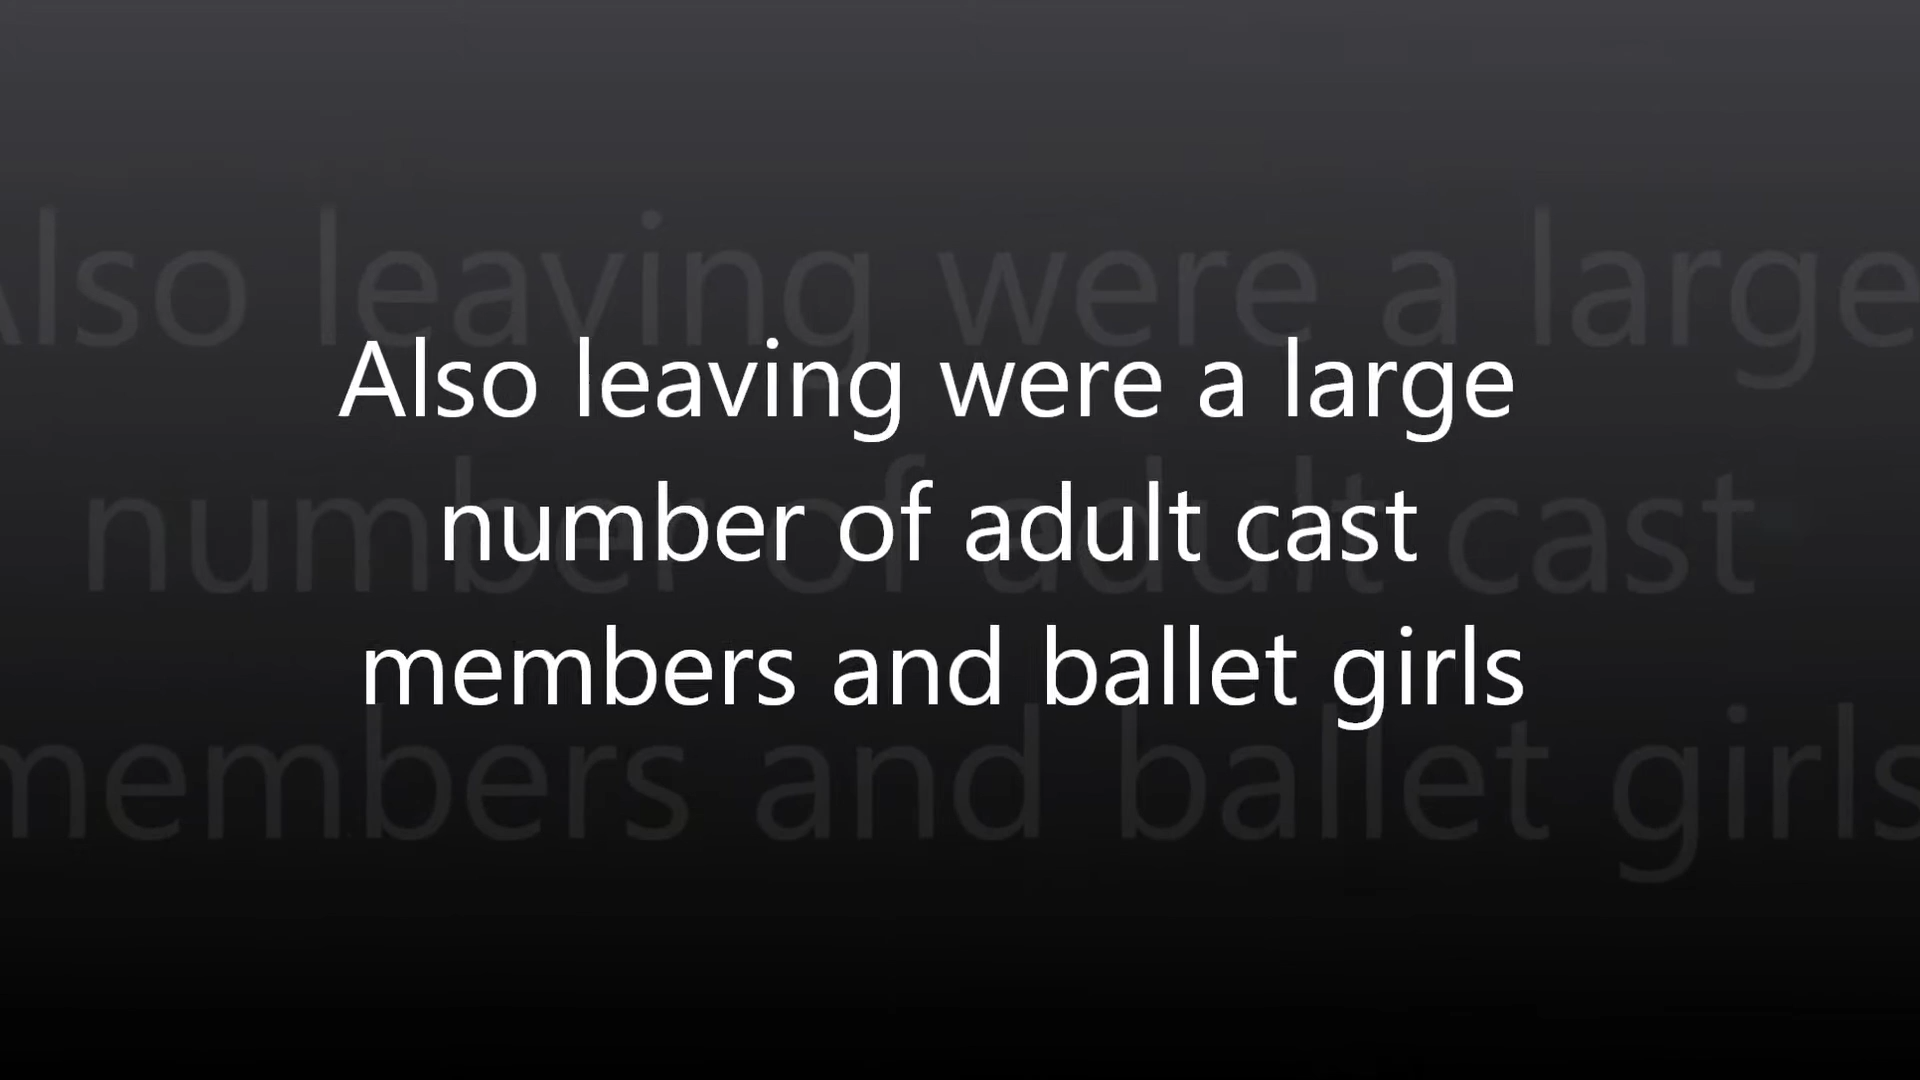 Also leaving were a large
number of adult cast
members and ballet girls